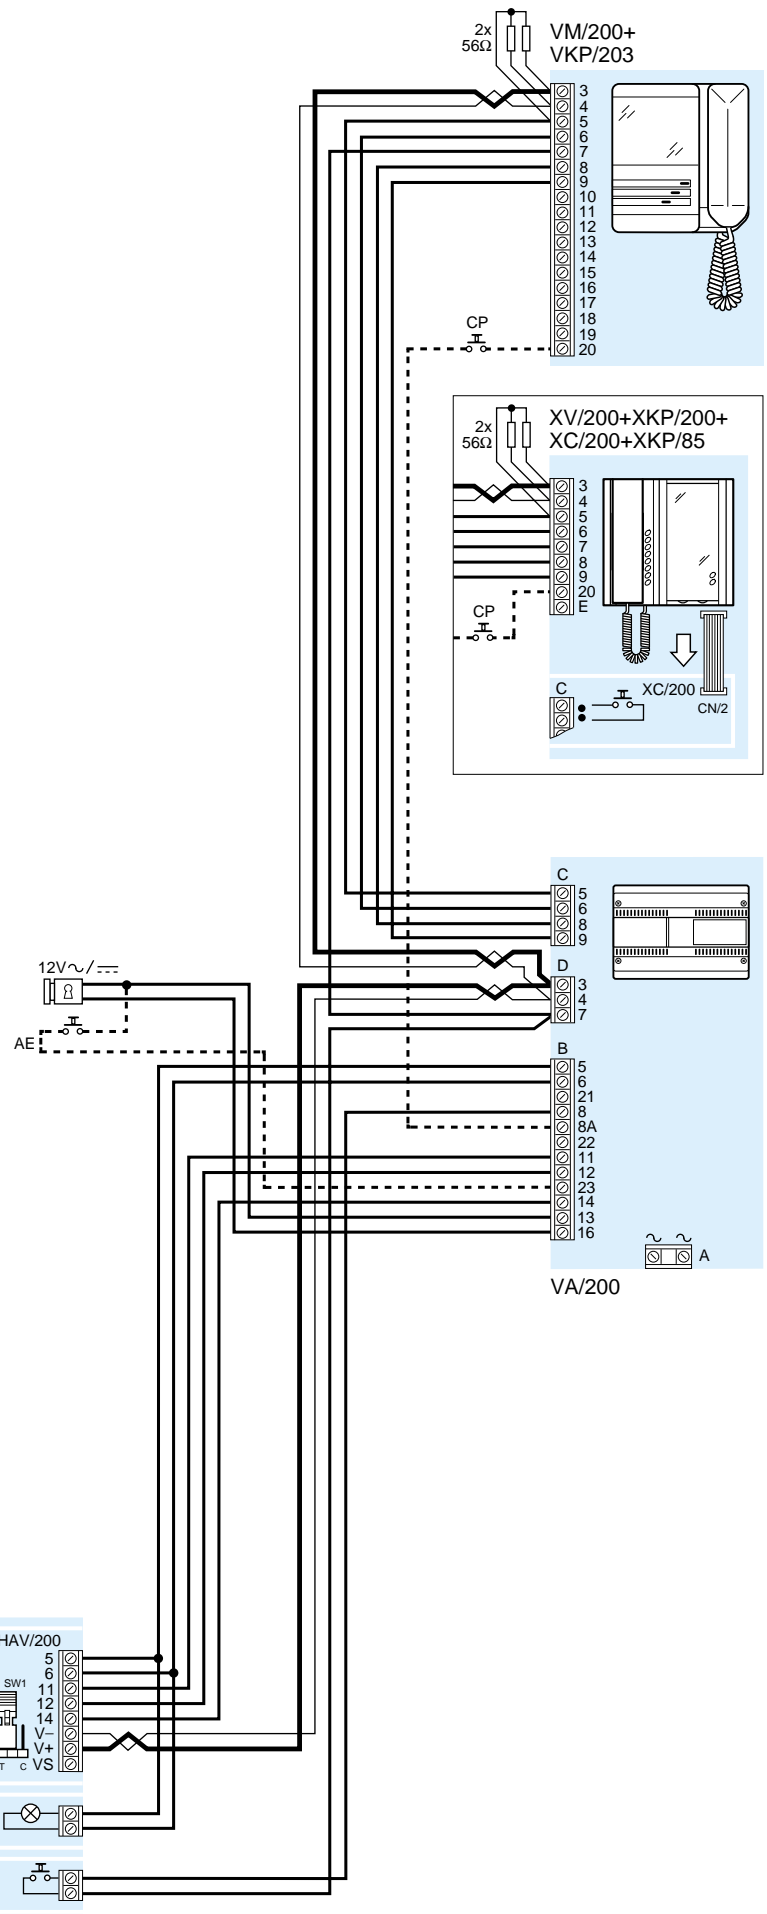 2x
56Ω
VM/200+
VKP/203
3
4
5
6
7
8
9
10
11
12
13
14
15
16
17
18
19
20
CP
2x
56Ω
XV/200+XKP/200+
XC/200+XKP/85
3
4
5
6
7
8
9
20
E
CP
C
XC/200
CN/2
C
5
6
8
9
D
3
4
7
12V~/
AE
B
5
6
21
8
8A
22
11
12
23
14
13
16
A
VA/200
HAV/200
5
6
11
12
14
V–
V+
VS
SW1
T C